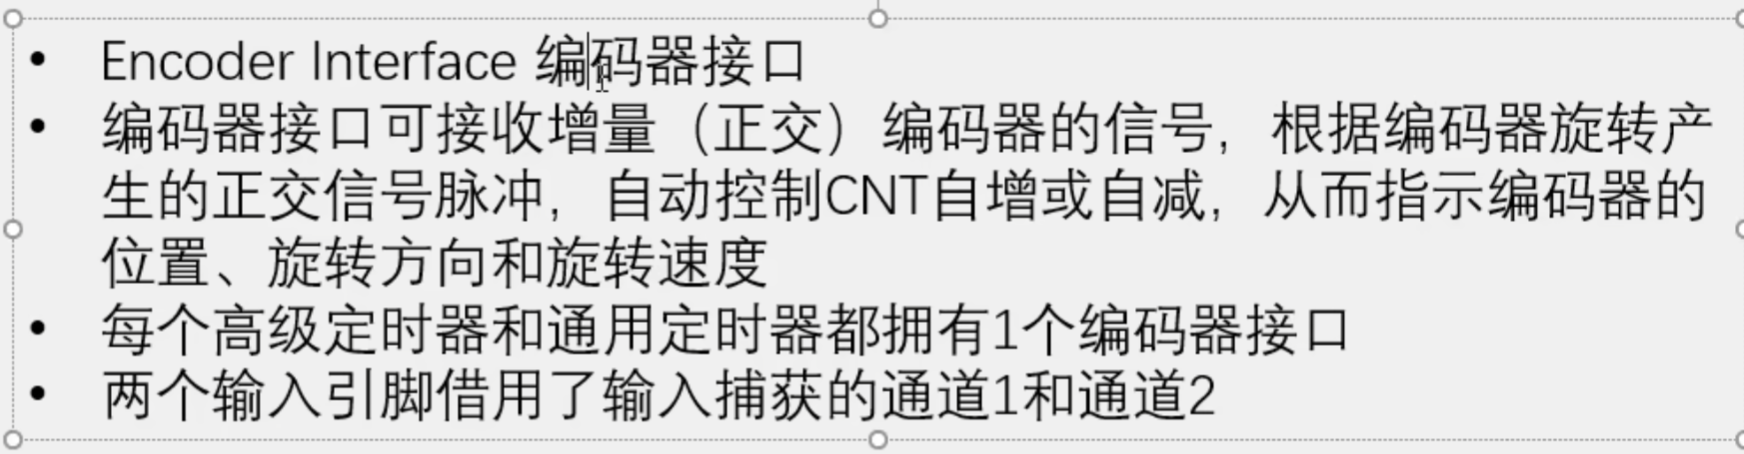 • Encoder Interface 编码器接口
• 编码器接口可接收增量（正交）编码器的信号，根据编码器旋转产
生的正交信号脉冲，自动控制CNT自增或自减，从而指示编码器的
位置、旋转方向和旋转速度
• 每个高级定时器和通用定时器都拥有1个编码器接口
• 两个输入引脚借用了输入捕获的通道1和通道2